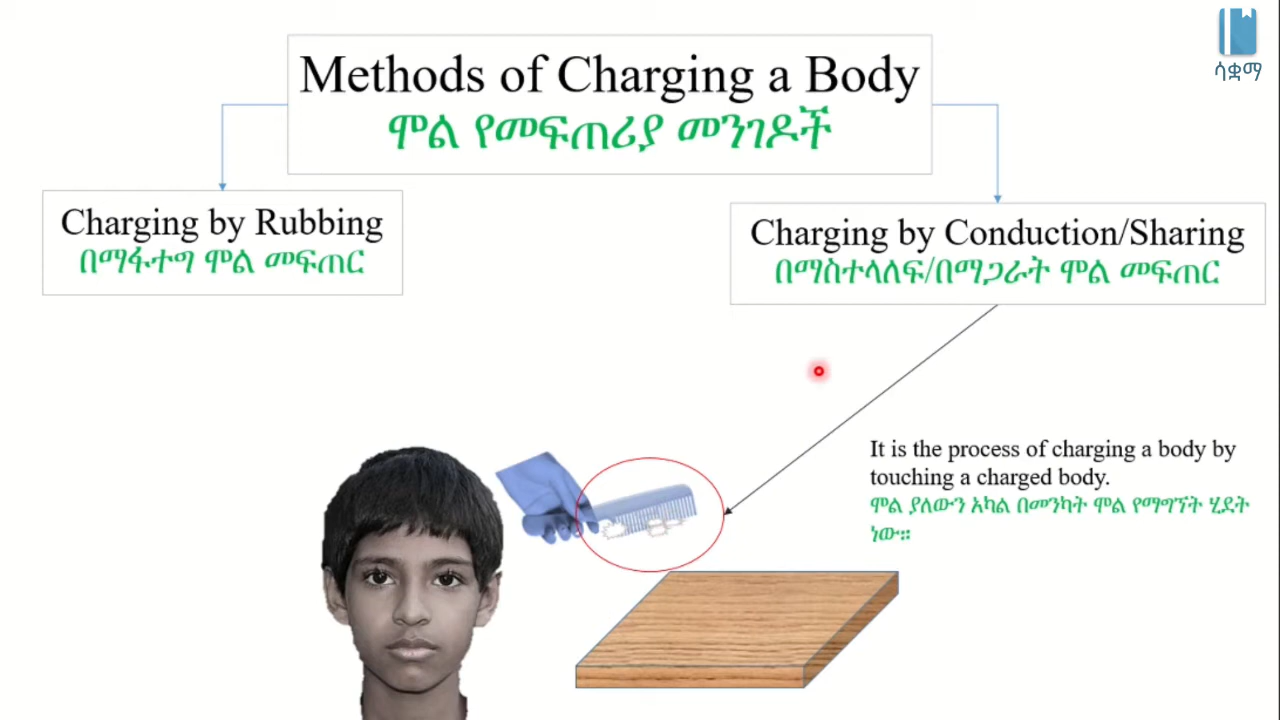 ሳቋማ
Methods of Charging a Body
ሞል የመፍጠሪያ መንገዶች
Charging by Rubbing
በማፋተግ ሞል መፍጠር
Charging by Conduction/Sharing
በማስተላለፍ/በማጋራት ሞል መፍጠር
It is the process of charging a body by
touching a charged body.
ሞል ያለውን አካል በመንካት ሞል የማግኘት ሂደት
ነው።